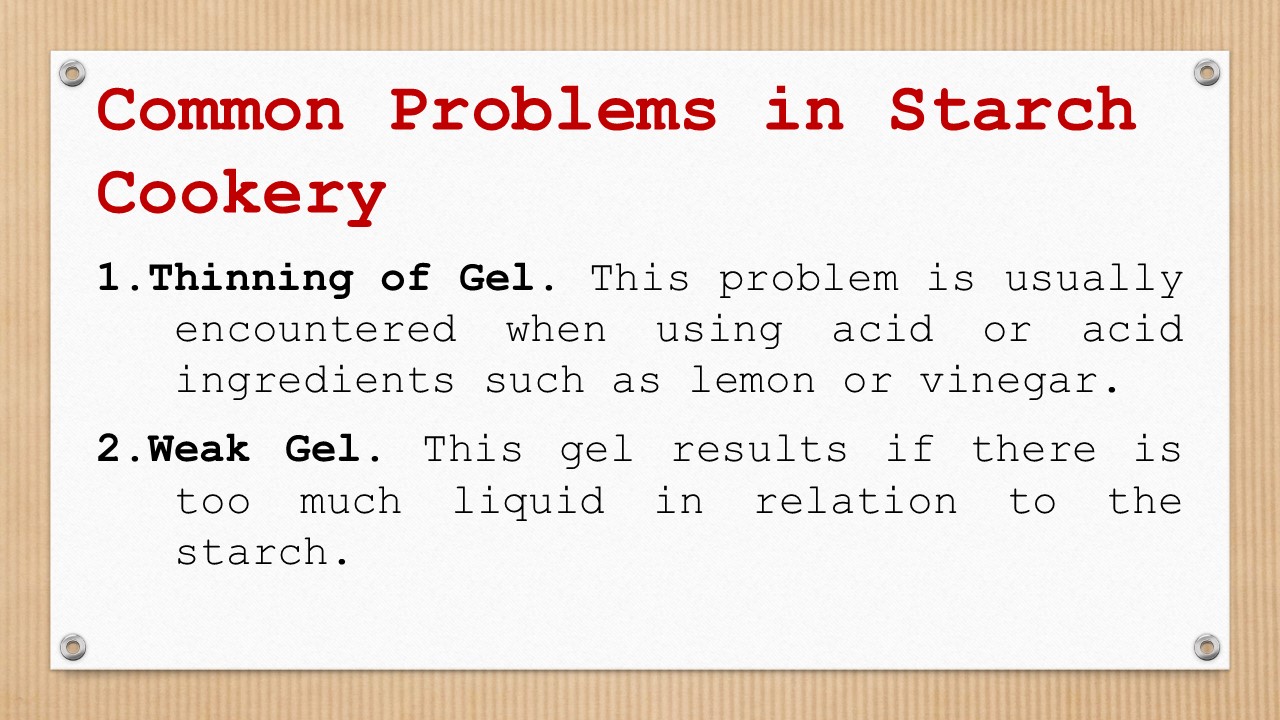 Common Problems in Starch
Cookery
1.Thinning of Gel. This problem is usually
encountered when using acid or acid
ingredients such as lemon or vinegar.
2.Weak Gel. This gel results if there is
too much liquid in relation to the
starch.